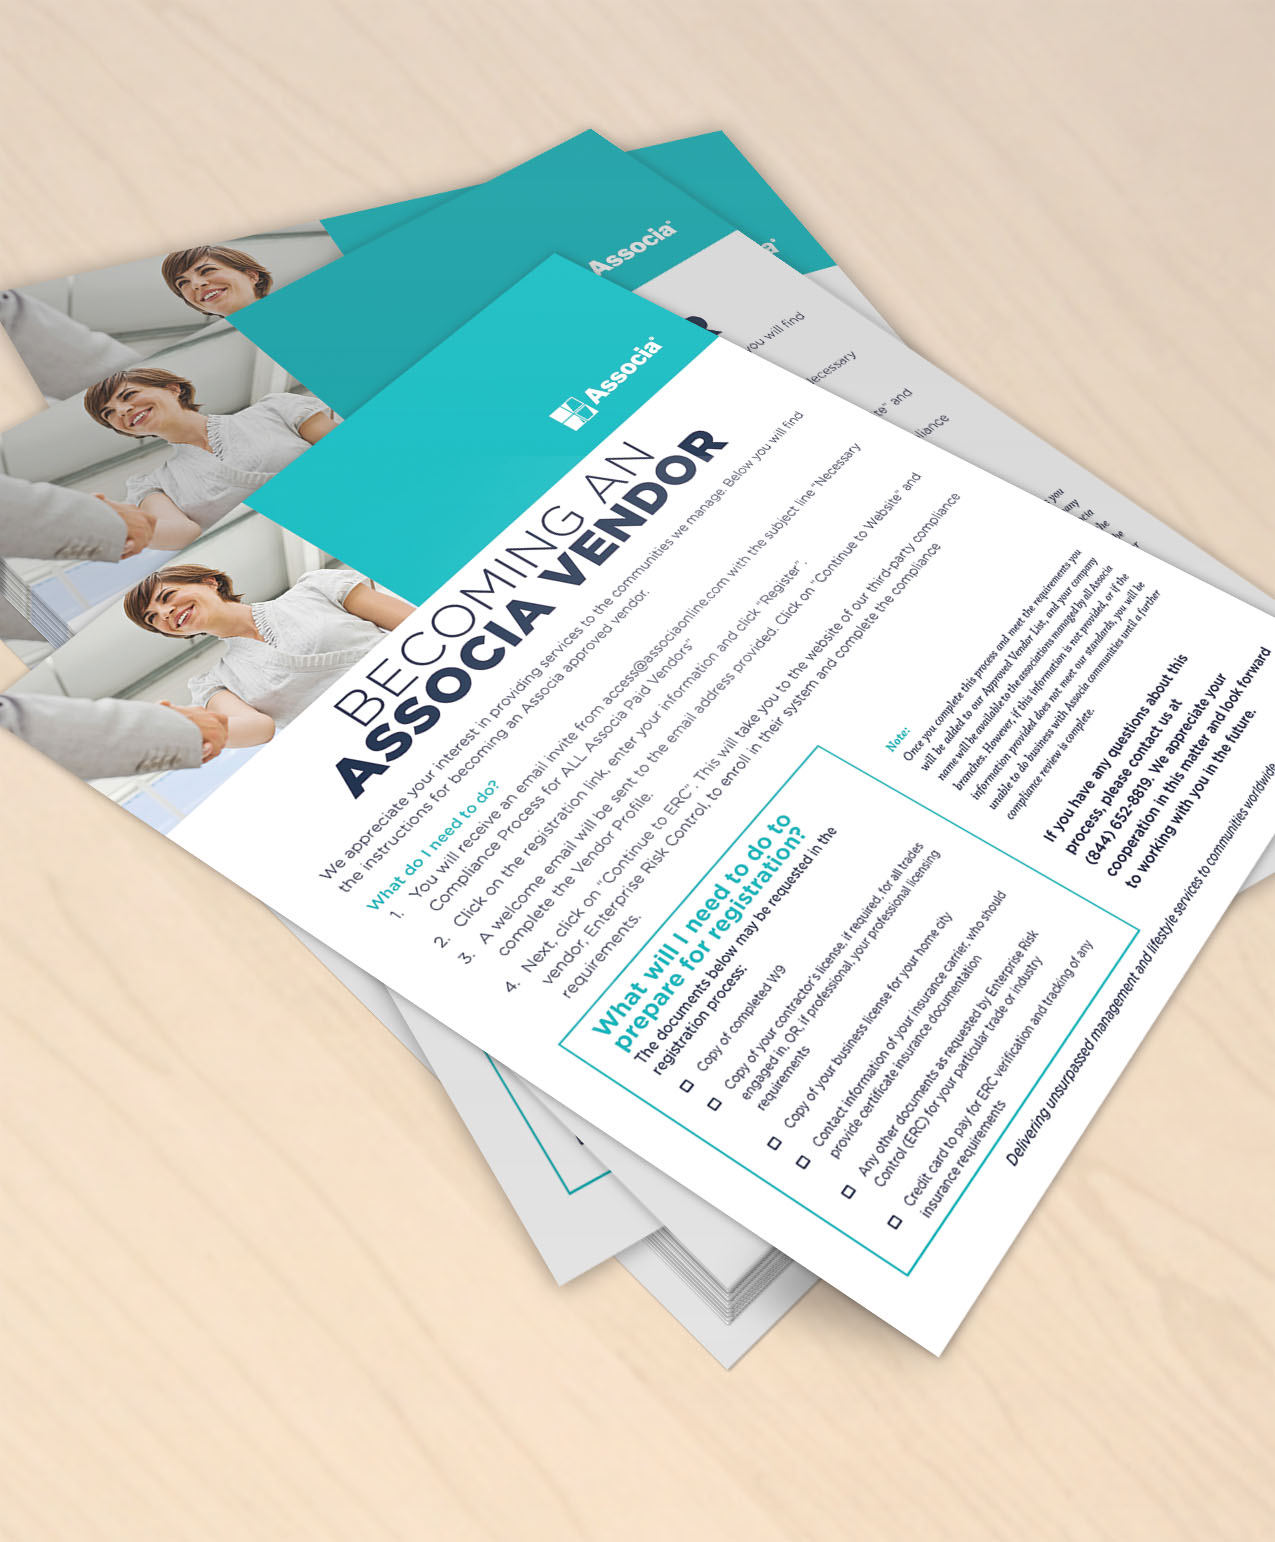 Associa®
BECOMING AN
ASSOCIA VENDOR
We appreciate your interest in providing services to the communities we manage. Below you will find
the instructions for becoming an Associa approved vendor.
What do I need to do?
1. You will receive an email invite from access@associaonline.com with the subject line "Necessary
Compliance Process for ALL Associa Paid Vendors"
2. Click on the registration link, enter your information and click "Register".
3. A welcome email will be sent to the email address provided. Click on "Continue to Website" and
complete the Vendor Profile.
4. Next, click on "Continue to ERC". This will take you to the website of our third-party compliance
vendor, Enterprise Risk Control, to enroll in their system and complete the compliance
requirements.
What will I need to do to
prepare for registration?
The documents below may be requested in the
registration process:
Copy of completed W9
Copy of your contractor's license, if required, for all trades
engaged in, OR, if professional, your professional licensing
requirements
Copy of your business license for your home city
Contact information of your insurance carrier, who should
provide certificate insurance documentation
Any other documents as requested by Enterprise Risk
Control (ERC) for your particular trade or industry
Credit card to pay for ERC verification and tracking of any
insurance requirements
Note:
Once you complete this process and meet the requirements you
will be added to our Approved Vendor List, and your company
name will be available to the associations managed by all Associa
branches. However, if this information is not provided, or if the
information provided does not meet our standards, you will be
unable to do business with Associa communities until a further
compliance review is complete.
If you have any questions about this
process, please contact us at
(844) 652-8819. We appreciate your
cooperation in this matter and look forward
to working with you in the future.
Delivering unsurpassed management and lifestyle services to communities worldwide
Associa®
R
you will find
ecessary
te" and
liance
you
any
the
a®